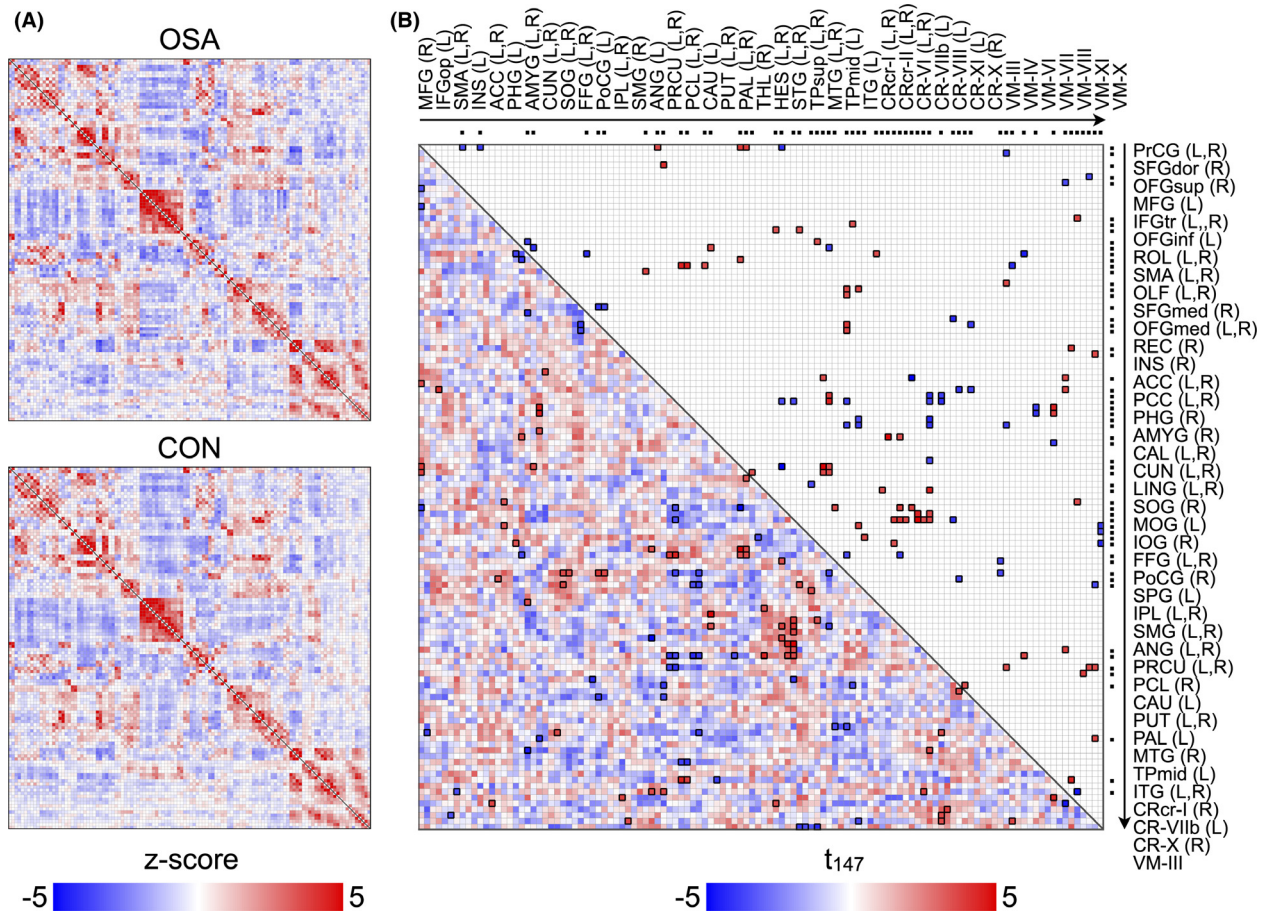 (A)
OSA
CON
z-score
-5
5
(B)
MFG (R)
IFGop (L)
SMA (L,R)
INS (L)
ACC (L,R)
PHG (L)
AMYG (L,R)
CUN (L,R)
SOG (L,R)
FFG (L)
PoCG (L)
IPL (L,R)
SMG (R)
ANG (L)
PRCU (L,R)
PCL (L,R)
CAU (L)
PUT (L,R)
PAL (L,R)
THL (R)
HES (L,R)
STG (L,R)
TPsup (L,R)
MTG (L,R)
TPmid (L)
ITG (L)
CRcr-I (L,R)
CRcr-II (L,R)
CR-V (L,R)
CR-VIIb (L)
CR-VIII (L)
CR-XI (L)
CR-X (R)
VM-III
VM-IV
VM-VI
VM-VII
VM-VIII
VM-XI
VM-X
PrCG (L,R)
SFGdor (R)
OFGsup (R)
MFG (L)
IFGtr (L,,R)
OFGinf (L)
ROL (L,R)
SMA (L,R)
OLF (L,R)
SFGmed (R)
OFGmed (L,R)
REC (R)
INS (R)
ACC (L,R)
PCC (L,R)
PHG (R)
AMYG (R)
CAL (L,R)
CUN (L,R)
LING (L,R)
SOG (R)
MOG (L)
IOG (R)
FFG (L,R)
PoCG (R)
SPG (L)
IPL (L,R)
SMG (L,R)
ANG (L,R)
PRCU (L,R)
PCL (R)
CAU (L)
PUT (L,R)
PAL (L)
MTG (R)
TPmid (L)
ITG (L,R)
CRcr-I (R)
CR-VIIb (L)
CR-X (R)
VM-III
t147
-5
5